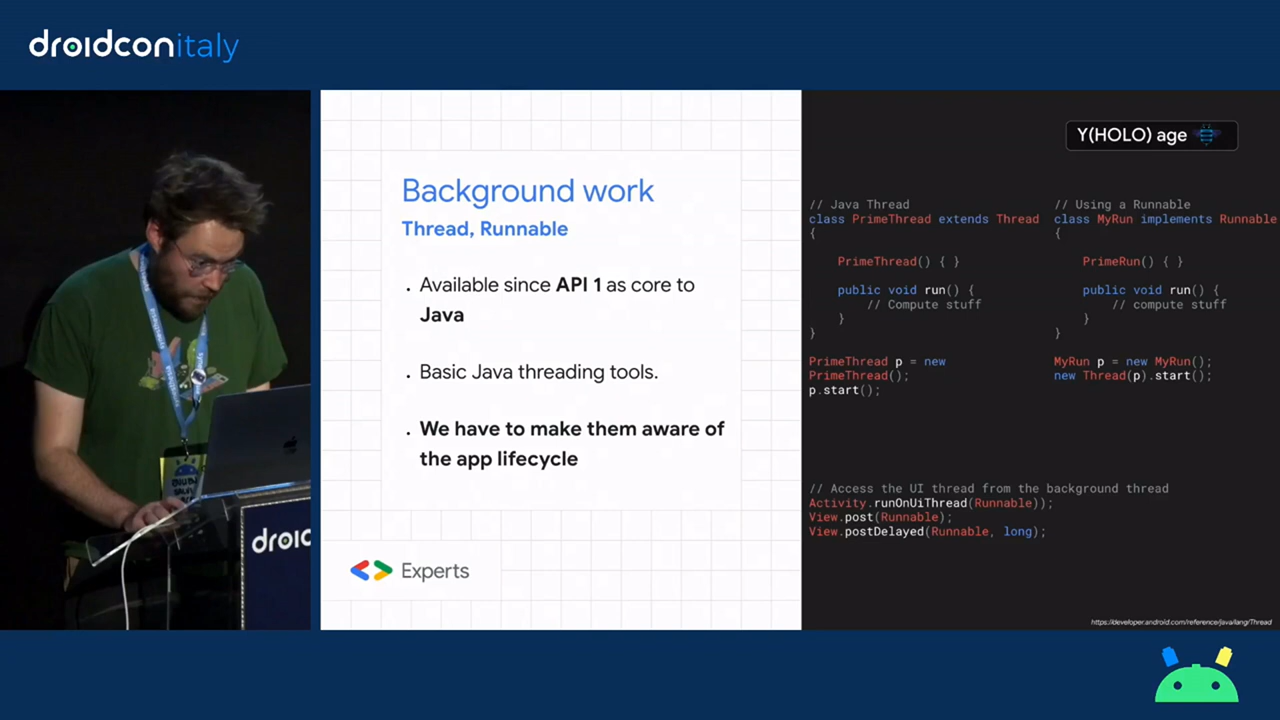 droidconitaly
Background work
Thread, Runnable
. Available since API 1 as core to
Java
. Basic Java threading tools.
. We have to make them aware of
the app lifecycle
Experts
Y(HOLO) age
// Java Thread
class PrimeThread extends Thread
{
PrimeThread() { }
public void run() {
// Compute stuff
}
}
PrimeThread p = new
PrimeThread();
p.start();
// Using a Runnable
class MyRun implements Runnable
{
PrimeRun() { }
public void run() {
// compute stuff
}
}
MyRun p = new MyRun();
new Thread(p).start();
// Access the UI thread from the background thread
Activity.runOnUiThread(Runnable));
View.post(Runnable);
View.postDelayed(Runnable, long);
https://developer.android.com/reference/java/lang/Thread
droidc